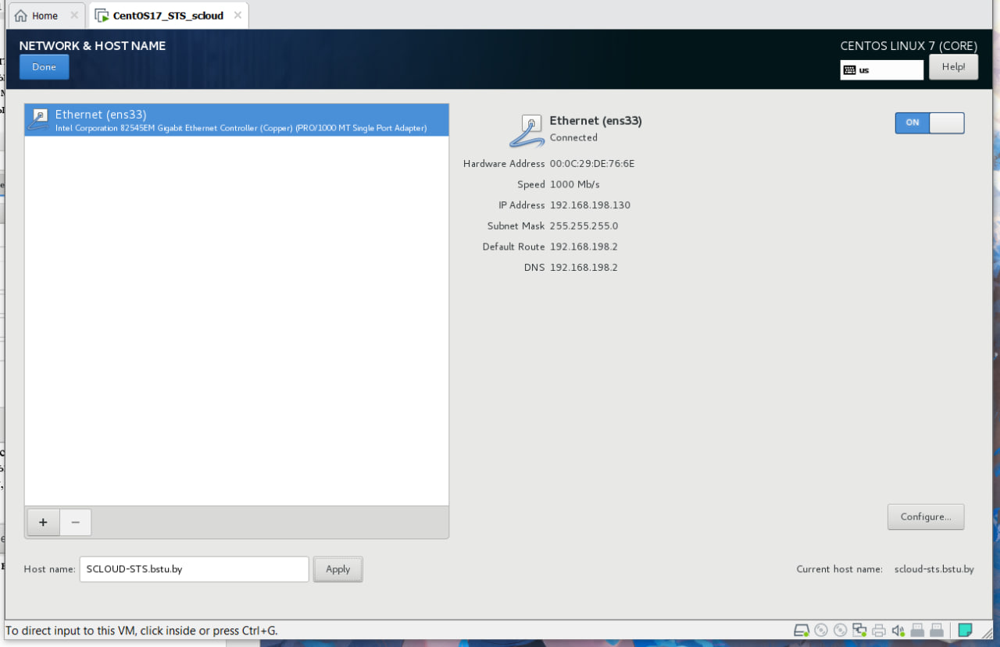 Home
CentOS17_STS_scloud
NETWORK & HOST NAME
CENTOS LINUX 7 (CORE)
Done
us
Help!
Ethernet (ens33)
Intel Corporation 82545EM Gigabit Ethernet Controller (Copper) (PRO/1000 MT Single Port Adapter)
Ethernet (ens33)
Connected
ON
Hardware Address 00:0C:29:DE:76:6E
Speed 1000 Mb/s
IP Address 192.168.198.130
Subnet Mask 255.255.255.0
Default Route 192.168.198.2
DNS 192.168.198.2
+ −
Configure...
Host name: SCLOUD-STS.bstu.by Apply
Current host name: scloud-sts.bstu.by
To direct input to this VM, click inside or press Ctrl+G.